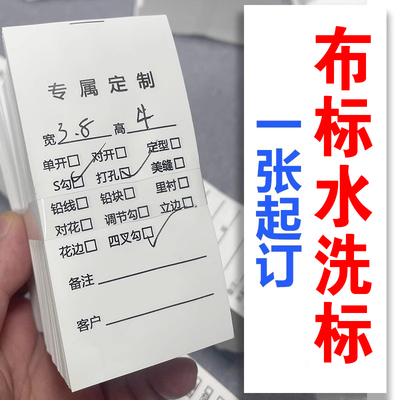 专属定制
宽3.8高4
单开□ 对开□ 定型□
S勾□ 打孔□ 美缝□
铅线□ 铅块□ 里衬□
对花□ 调节勾□ 立边□
花边□ 四叉勾□
备注
客户
布标水洗标
一张起订